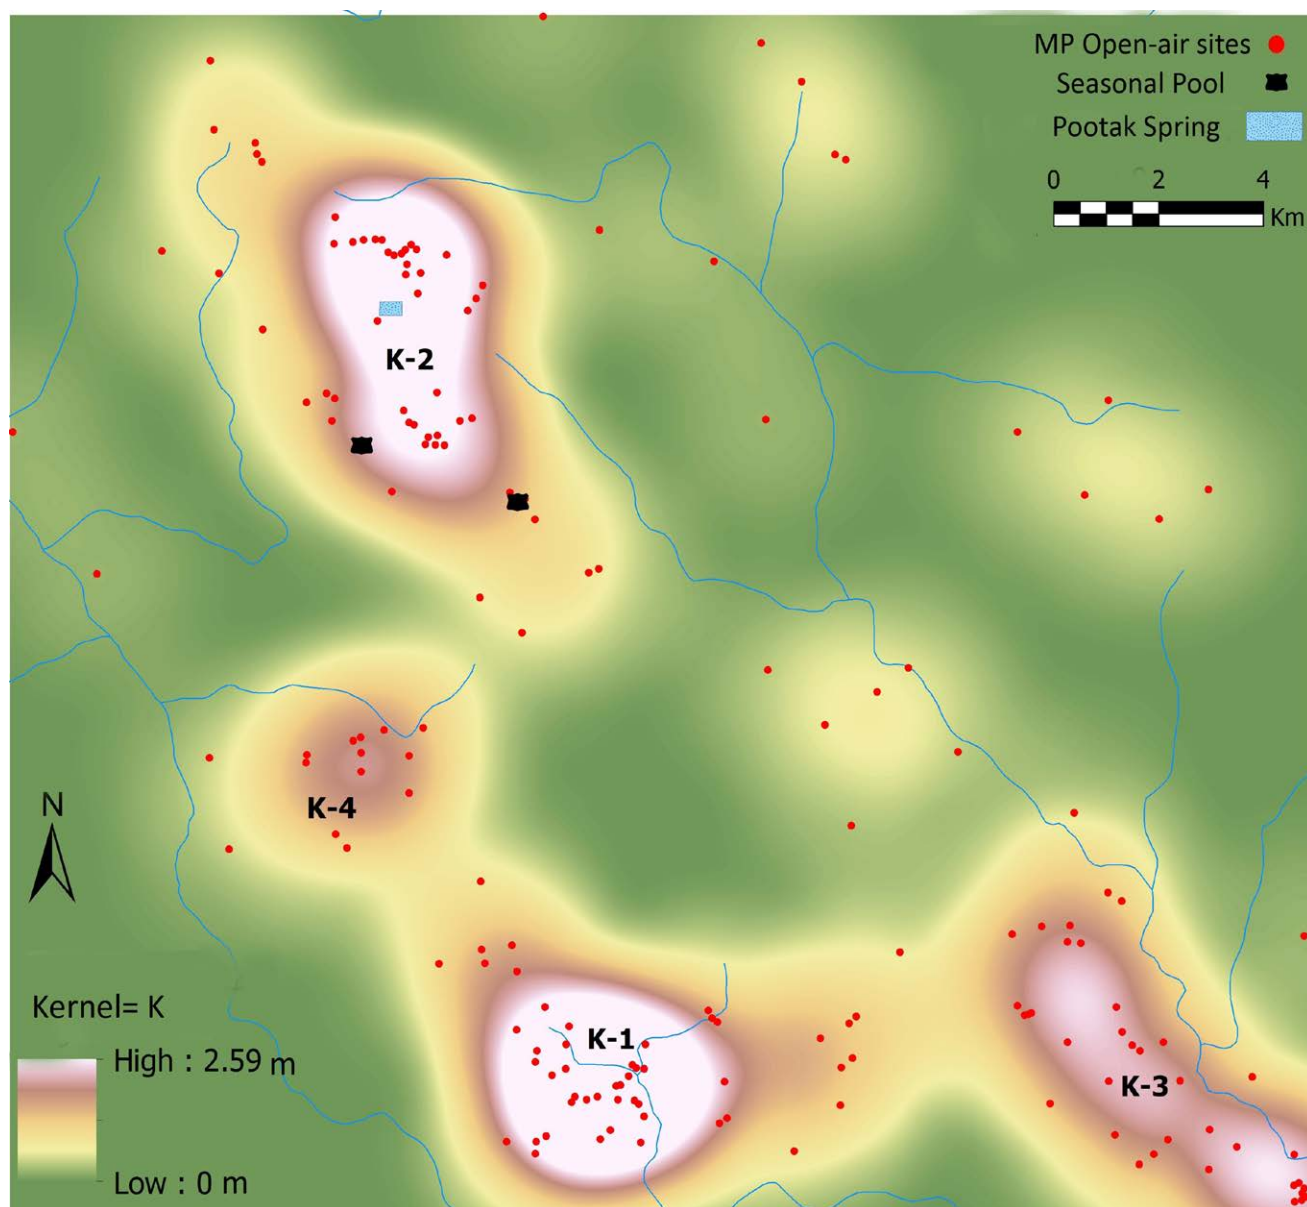 MP Open-air sites
Seasonal Pool
Pootak Spring
0 2 4
Km
K-2
K-4
N
Kernel= K
High : 2.59 m
Low : 0 m
K-1
K-3